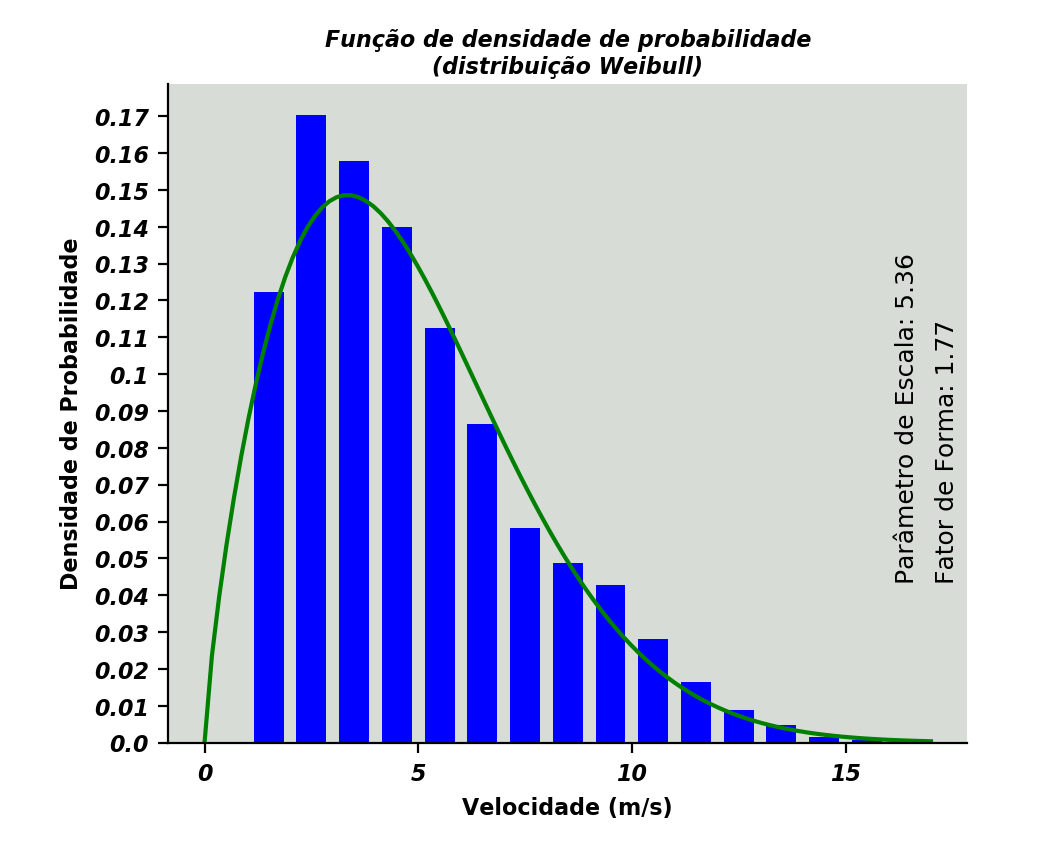 Função de densidade de probabilidade
(distribuição Weibull)
Densidade de Probabilidade
0.17
0.16
0.15
0.14
0.13
0.12
0.11
0.1
0.09
0.08
0.07
0.06
0.05
0.04
0.03
0.02
0.01
0.0
Parâmetro de Escala: 5.36
Fator de Forma: 1.77
0 5 10 15
Velocidade (m/s)